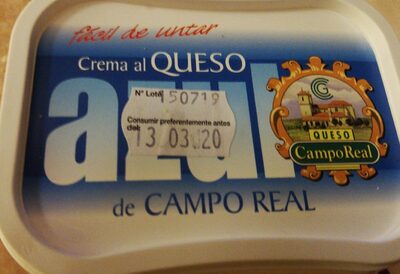 fácil de untar
Crema al QUESO
azul
Nº Lote 150719
Consumir preferentemente antes
del:
13 03 20
G
QUESO
CampoReal
de CAMPO REAL